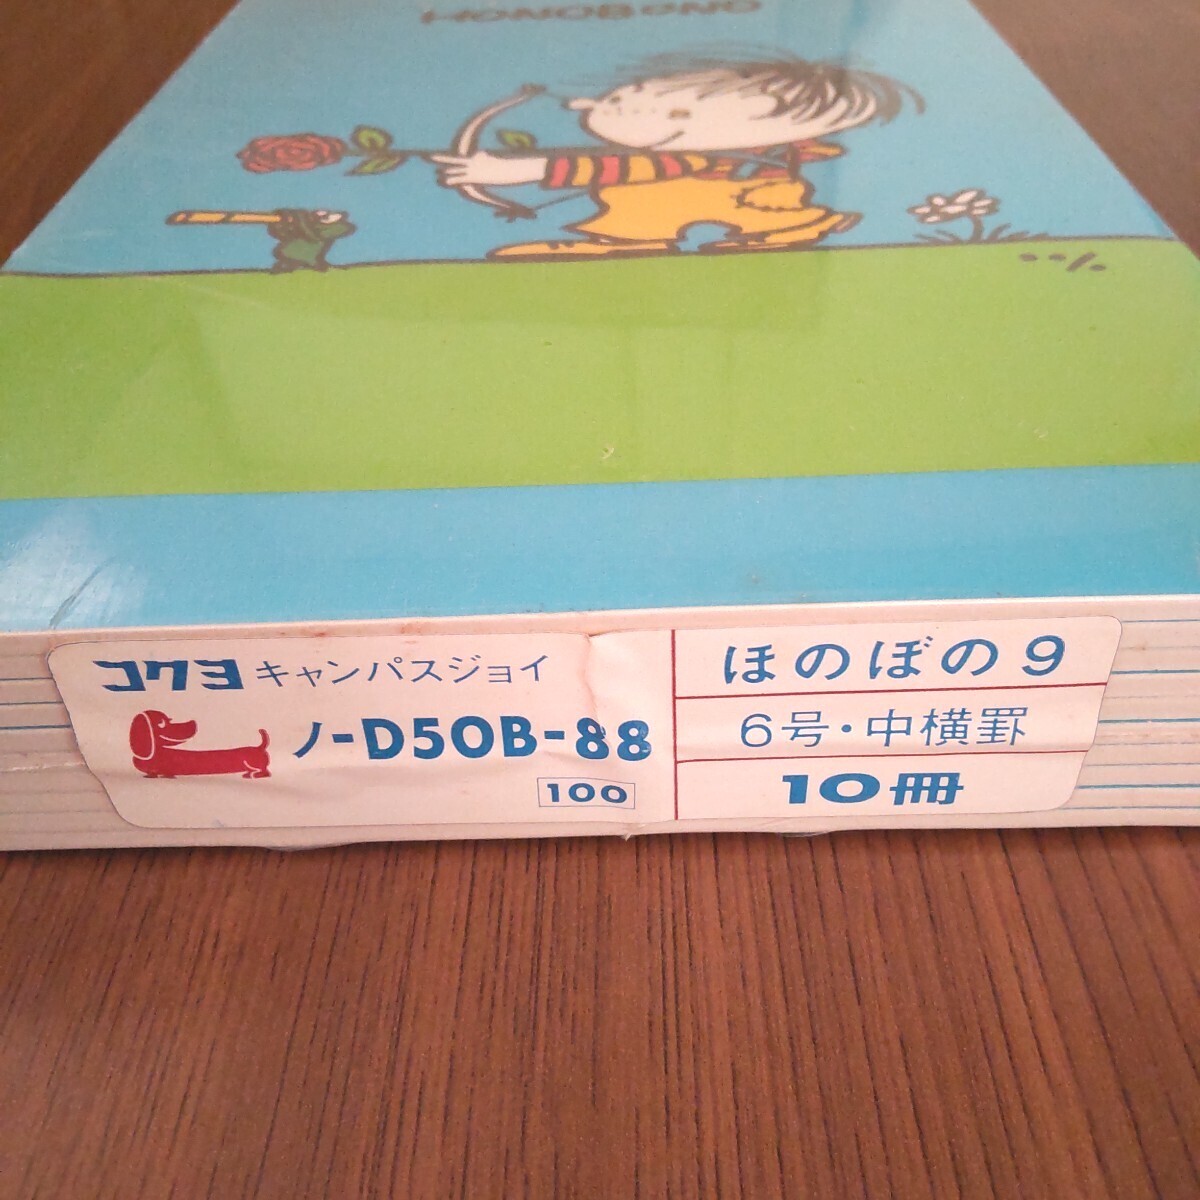 HONOBONO
コクヨ キャンパスジョイ
ノ-D50B-88
100
ほのぼの9
6号・中横罫
10冊